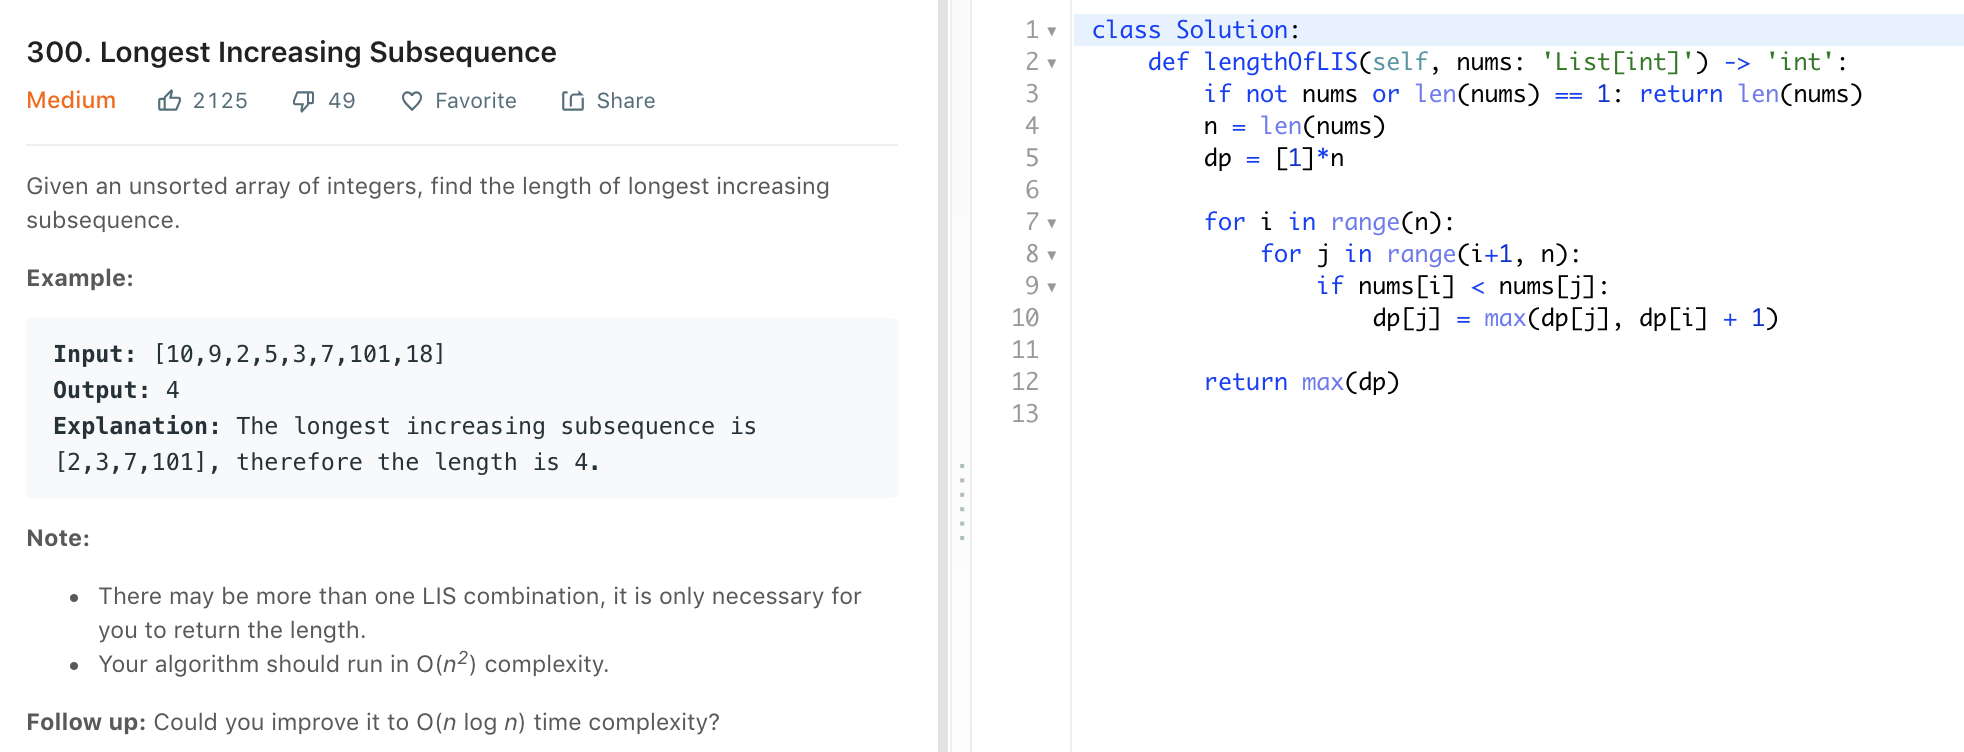 300. Longest Increasing Subsequence
Medium 2125 49 Favorite Share
Given an unsorted array of integers, find the length of longest increasing
subsequence.
Example:
Input: [10,9,2,5,3,7,101,18]
Output: 4
Explanation: The longest increasing subsequence is
[2,3,7,101], therefore the length is 4.
Note:
• There may be more than one LIS combination, it is only necessary for
you to return the length.
• Your algorithm should run in O(n²) complexity.
Follow up: Could you improve it to O(n log n) time complexity?
1 class Solution:
2     def lengthOfLIS(self, nums: 'List[int]') -> 'int':
3         if not nums or len(nums) == 1: return len(nums)
4         n = len(nums)
5         dp = [1]*n
6
7         for i in range(n):
8             for j in range(i+1, n):
9                 if nums[i] < nums[j]:
10                     dp[j] = max(dp[j], dp[i] + 1)
11
12         return max(dp)
13